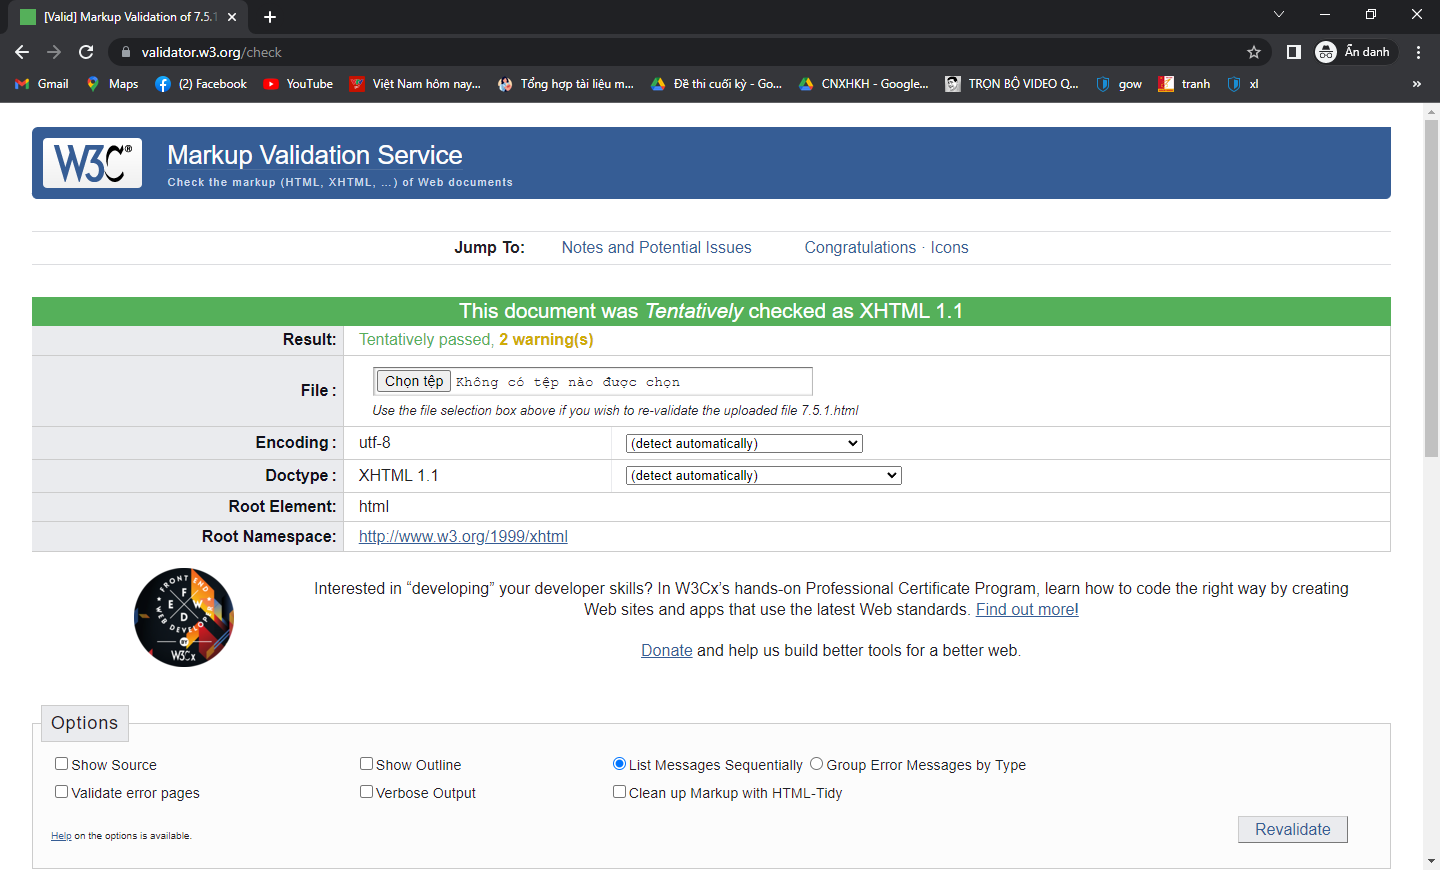 [Valid] Markup Validation of 7.5.1
validator.w3.org/check
Ẩn danh
Gmail
Maps
(2) Facebook
YouTube
Việt Nam hôm nay...
Tổng hợp tài liệu m...
Đề thi cuối kỳ - Go...
CNXHKH - Google...
TRỌN BỘ VIDEO Q...
gow
tranh
xl
»
W3C®
Markup Validation Service
Check the markup (HTML, XHTML, …) of Web documents
Jump To: Notes and Potential Issues Congratulations · Icons
This document was Tentatively checked as XHTML 1.1
Result: Tentatively passed, 2 warning(s)
File : Chọn tệp Không có tệp nào được chọn
Use the file selection box above if you wish to re-validate the uploaded file 7.5.1.html
Encoding : utf-8 (detect automatically)
Doctype : XHTML 1.1 (detect automatically)
Root Element: html
Root Namespace: http://www.w3.org/1999/xhtml
FRONT END
F
E W
D
WEB DEVELOPER
BY
W3Cx
Interested in “developing” your developer skills? In W3Cx’s hands-on Professional Certificate Program, learn how to code the right way by creating
Web sites and apps that use the latest Web standards. Find out more!
Donate and help us build better tools for a better web.
Options
Show Source Show Outline List Messages Sequentially Group Error Messages by Type
Validate error pages Verbose Output Clean up Markup with HTML-Tidy
Help on the options is available.
Revalidate